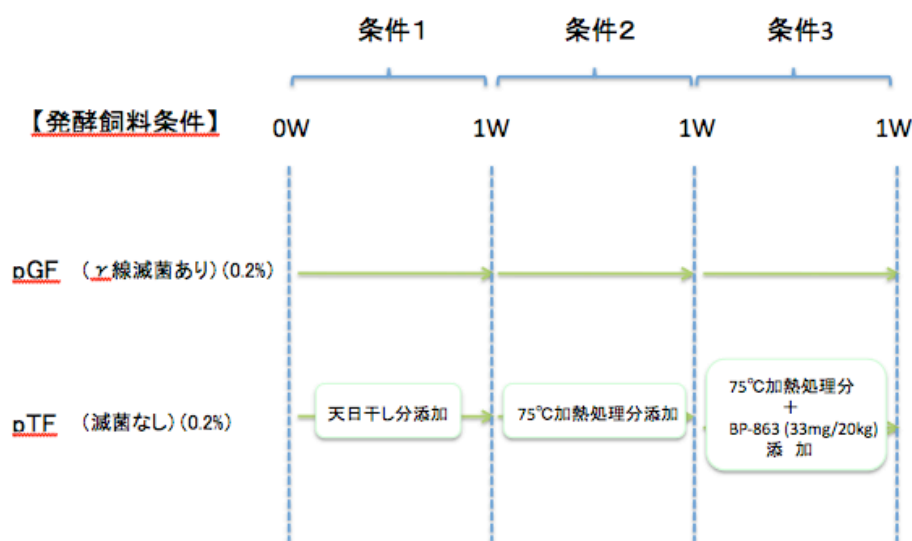 条件1 条件2 条件3
【発酵飼料条件】 0W 1W 1W 1W
pGF (γ線滅菌あり)(0.2%)
pTF (滅菌なし)(0.2%)
天日干し分添加
75℃加熱処理分添加
75℃加熱処理分
+
BP-863 (33mg/20kg)
添 加